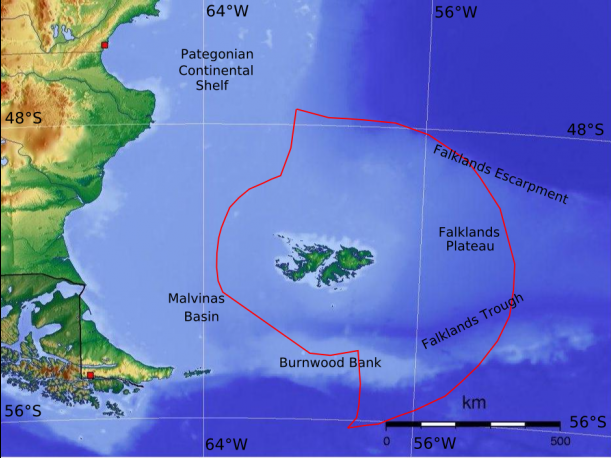 64°W
56°W
Pategonian
Continental
Shelf
48°S
48°S
Falklands Escarpment
Falklands
Plateau
Malvinas
Basin
Falklands Trough
Burnwood Bank
km
56°S
56°S
0
500
64°W
56°W